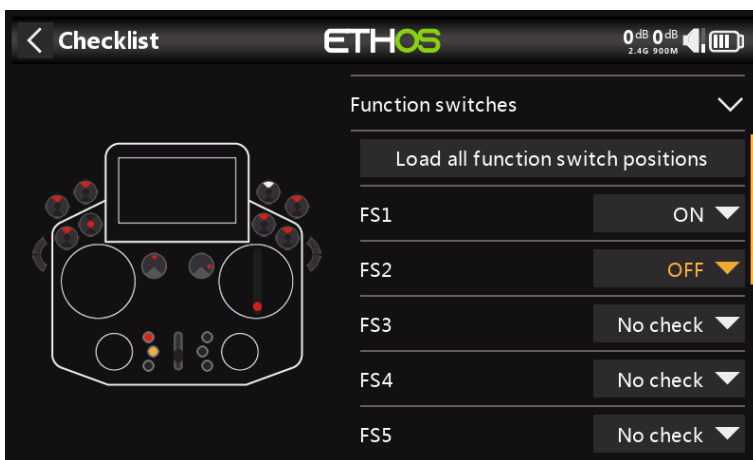 Checklist
ETHOS
0dB 0dB
2.4G 900M
Function switches
Load all function switch positions
FS1 ON
FS2 OFF
FS3 No check
FS4 No check
FS5 No check